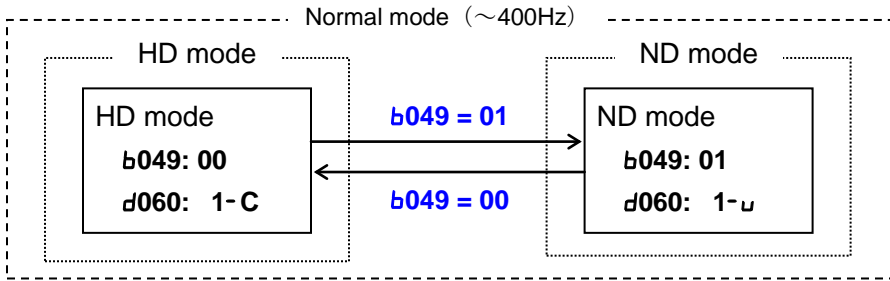 Normal mode（～400Hz）
HD mode
ND mode
HD mode
b049: 00
d060: 1-C
b049 = 01
b049 = 00
ND mode
b049: 01
d060: 1-u